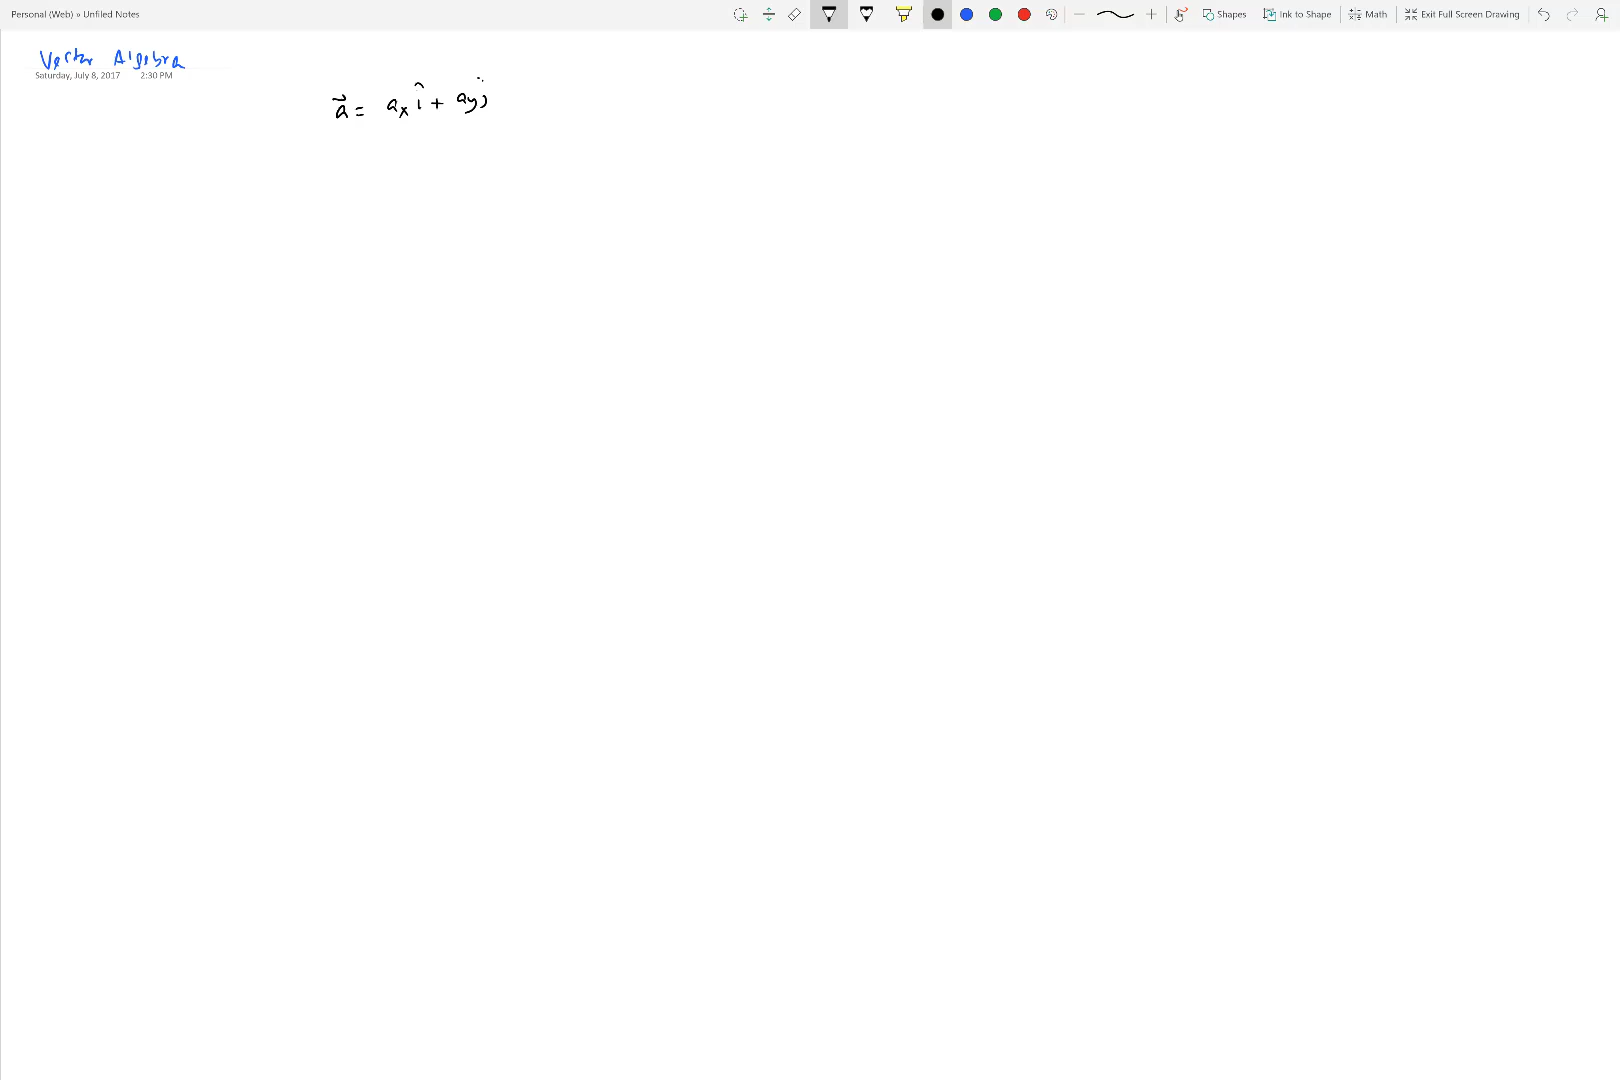 Personal (Web) » Unfiled Notes
Shapes Ink to Shape Math Exit Full Screen Drawing
Vector Algebra
Saturday, July 8, 2017 2:30 PM
a⃗ = aₓ î + ay j